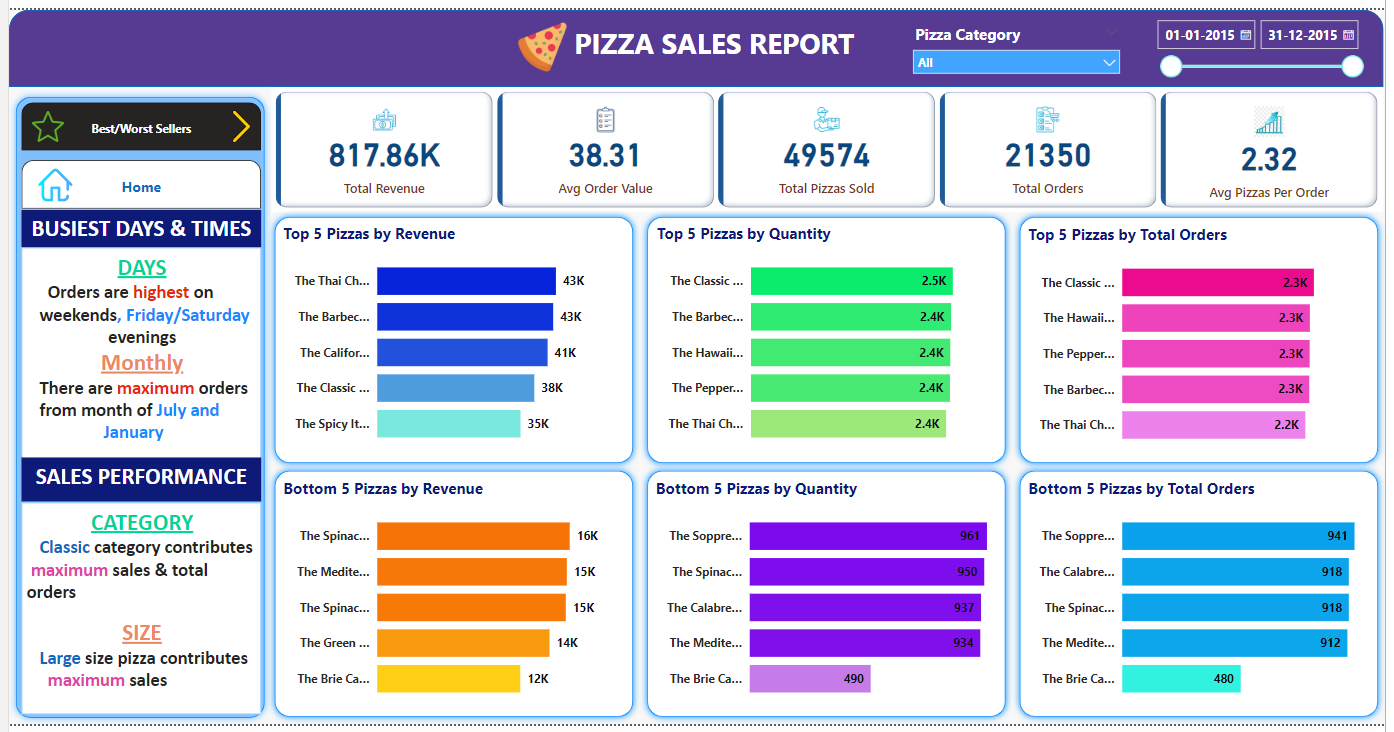 PIZZA SALES REPORT
Pizza Category
All
01-01-2015
31-12-2015
Best/Worst Sellers
Home
BUSIEST DAYS & TIMES
DAYS
Orders are highest on
weekends, Friday/Saturday
evenings
Monthly
There are maximum orders
from month of July and
January
SALES PERFORMANCE
CATEGORY
Classic category contributes
maximum sales & total
orders
SIZE
Large size pizza contributes
maximum sales
817.86K
Total Revenue
38.31
Avg Order Value
49574
Total Pizzas Sold
21350
Total Orders
2.32
Avg Pizzas Per Order
Top 5 Pizzas by Revenue
The Thai Ch... 43K
The Barbec... 43K
The Califor... 41K
The Classic ... 38K
The Spicy It... 35K
Top 5 Pizzas by Quantity
The Classic ... 2.5K
The Barbec... 2.4K
The Hawaii... 2.4K
The Pepper... 2.4K
The Thai Ch... 2.4K
Top 5 Pizzas by Total Orders
The Classic ... 2.3K
The Hawaii... 2.3K
The Pepper... 2.3K
The Barbec... 2.3K
The Thai Ch... 2.2K
Bottom 5 Pizzas by Revenue
The Spinac... 16K
The Medite... 15K
The Spinac... 15K
The Green ... 14K
The Brie Ca... 12K
Bottom 5 Pizzas by Quantity
The Soppre... 961
The Spinac... 950
The Calabre... 937
The Medite... 934
The Brie Ca... 490
Bottom 5 Pizzas by Total Orders
The Soppre... 941
The Calabre... 918
The Spinac... 918
The Medite... 912
The Brie Ca... 480